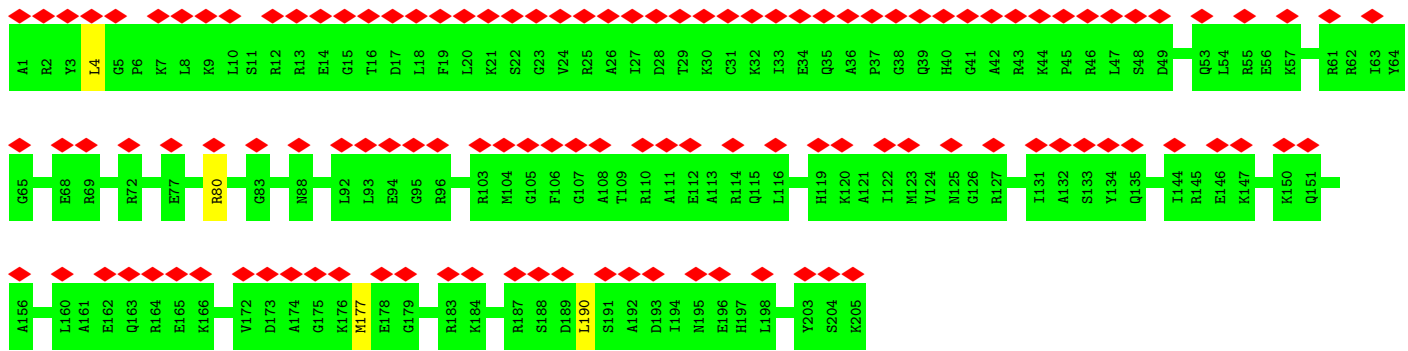 A1 R2 Y3 L4 G5 P6 K7 L8 K9 L10 S11 R12 R13 E14 G15 T16 D17 L18 F19 L20 K21 S22 G23 V24 R25 A26 I27 D28 T29 K30 C31 K32 I33 E34 Q35 A36 P37 G38 Q39 H40 G41 A42 R43 K44 P45 R46 L47 S48 D49 Q53 L54 R55 E56 K57 R61 R62 I63 Y64
G65 E68 R69 R72 E77 R80 G83 N88 L92 L93 E94 G95 R96 R103 M104 G105 F106 G107 A108 T109 R110 A111 E112 A113 R114 Q115 L116 H119 K120 A121 I122 M123 V124 N125 G126 R127 I131 A132 S133 Y134 Q135 I144 R145 E146 K147 K150 Q151
A156 L160 A161 E162 Q163 R164 E165 K166 V172 D173 A174 G175 K176 M177 E178 G179 R183 K184 R187 S188 D189 L190 S191 A192 D193 I194 N195 E196 H197 L198 Y203 S204 K205